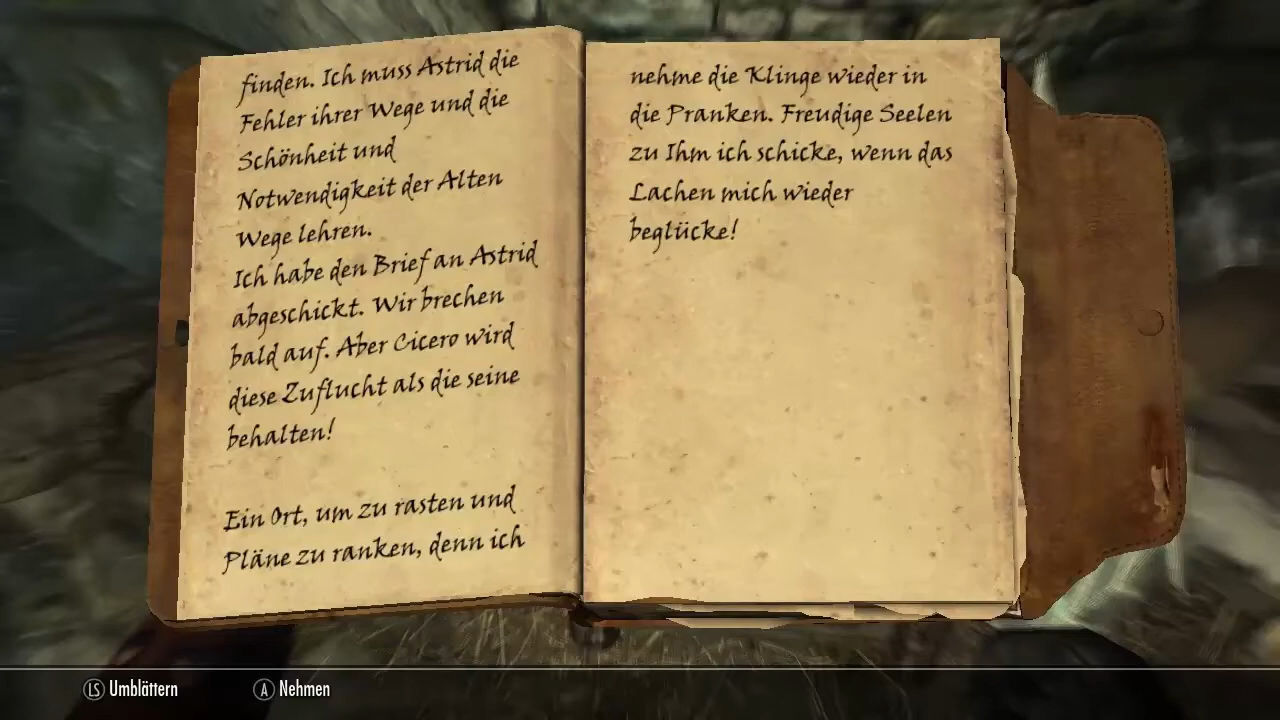 finden. Ich muss Astrid die
Fehler ihrer Wege und die
Schönheit und
Notwendigkeit der Alten
Wege lehren.
Ich habe den Brief an Astrid
abgeschickt. Wir brechen
bald auf. Aber Cicero wird
diese Zuflucht als die seine
behalten!
Ein Ort, um zu rasten und
Pläne zu ranken, denn ich
nehme die Klinge wieder in
die Pranken. Freudige Seelen
zu Ihm ich schicke, wenn das
Lachen mich wieder
beglücke!
LS Umblättern
A Nehmen